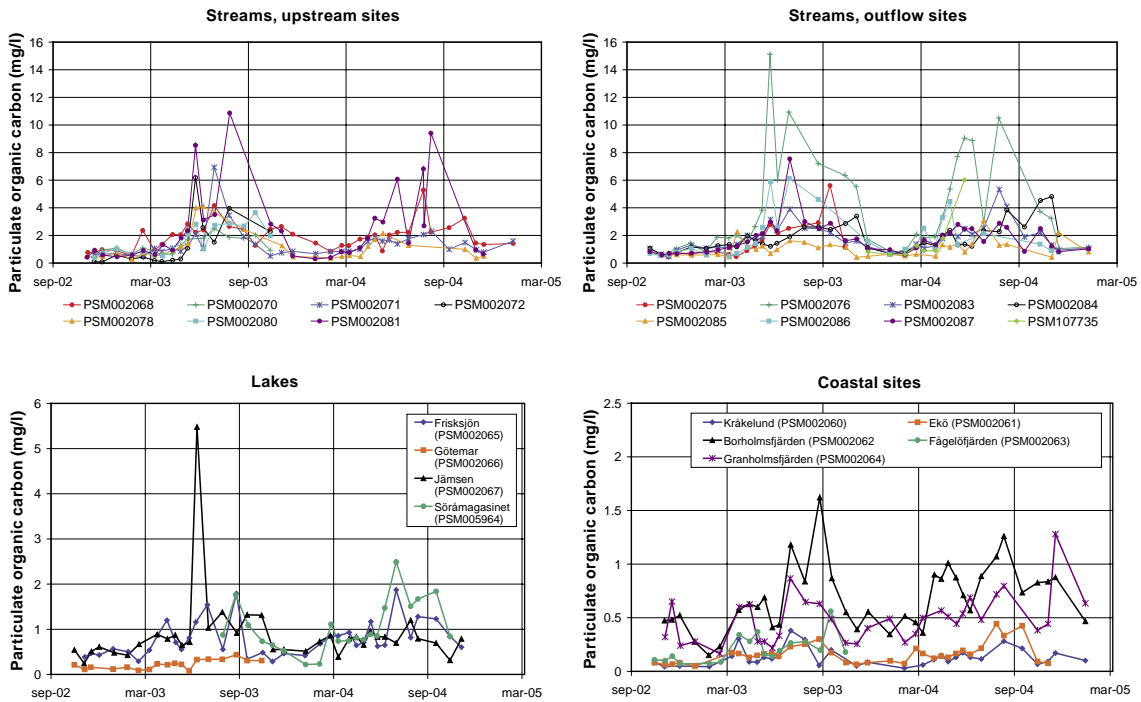 Streams, upstream sites
Particulate organic carbon (mg/l)
16
14
12
10
8
6
4
2
0
sep-02 mar-03 sep-03 mar-04 sep-04 mar-05
PSM002068 PSM002070 PSM002071 PSM002072
PSM002078 PSM002080 PSM002081
Streams, outflow sites
Particulate organic carbon (mg/l)
16
14
12
10
8
6
4
2
0
sep-02 mar-03 sep-03 mar-04 sep-04 mar-05
PSM002075 PSM002076 PSM002083 PSM002084
PSM002085 PSM002086 PSM002087 PSM107735
Lakes
Particulate organic carbon (mg/l)
6
5
4
3
2
1
0
sep-02 mar-03 sep-03 mar-04 sep-04 mar-05
Frisksjön
(PSM002065)
Götemar
(PSM002066)
Jämsen
(PSM002067)
Söråmagasinet
(PSM005964)
Coastal sites
Particulate organic carbon (mg/l)
2.5
2
1.5
1
0.5
0
sep-02 mar-03 sep-03 mar-04 sep-04 mar-05
Kråkelund (PSM002060) Ekö (PSM002061)
Borholmsfjärden (PSM002062 Fågelöfjärden (PSM002063)
Granholmsfjärden (PSM002064)